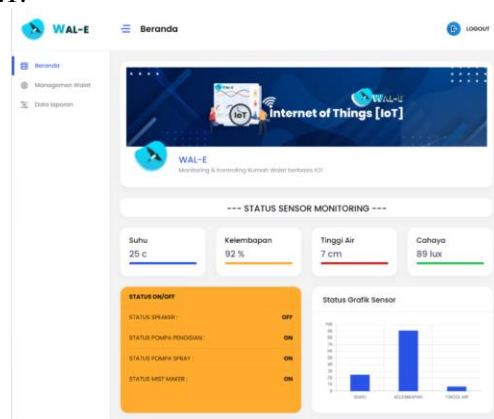 WAL-E
Beranda
LOGOUT
Beranda
Managemen Walet
Data laporan
WAL-E
IoT
Internet of Things [IoT]
WAL-E
Monitoring & Kontrolling Rumah Walet berbasis IOT
--- STATUS SENSOR MONITORING ---
Suhu
25 c
Kelembapan
92 %
Tinggi Air
7 cm
Cahaya
89 lux
STATUS ON/OFF
STATUS SPEAKER : OFF
STATUS POMPA PENGISIAN : ON
STATUS POMPA SPRAY : ON
STATUS MIST MAKER : ON
Status Grafik Sensor
100
90
80
70
60
50
40
30
20
10
0
SUHU KELEMBAPAN TINGGI AIR